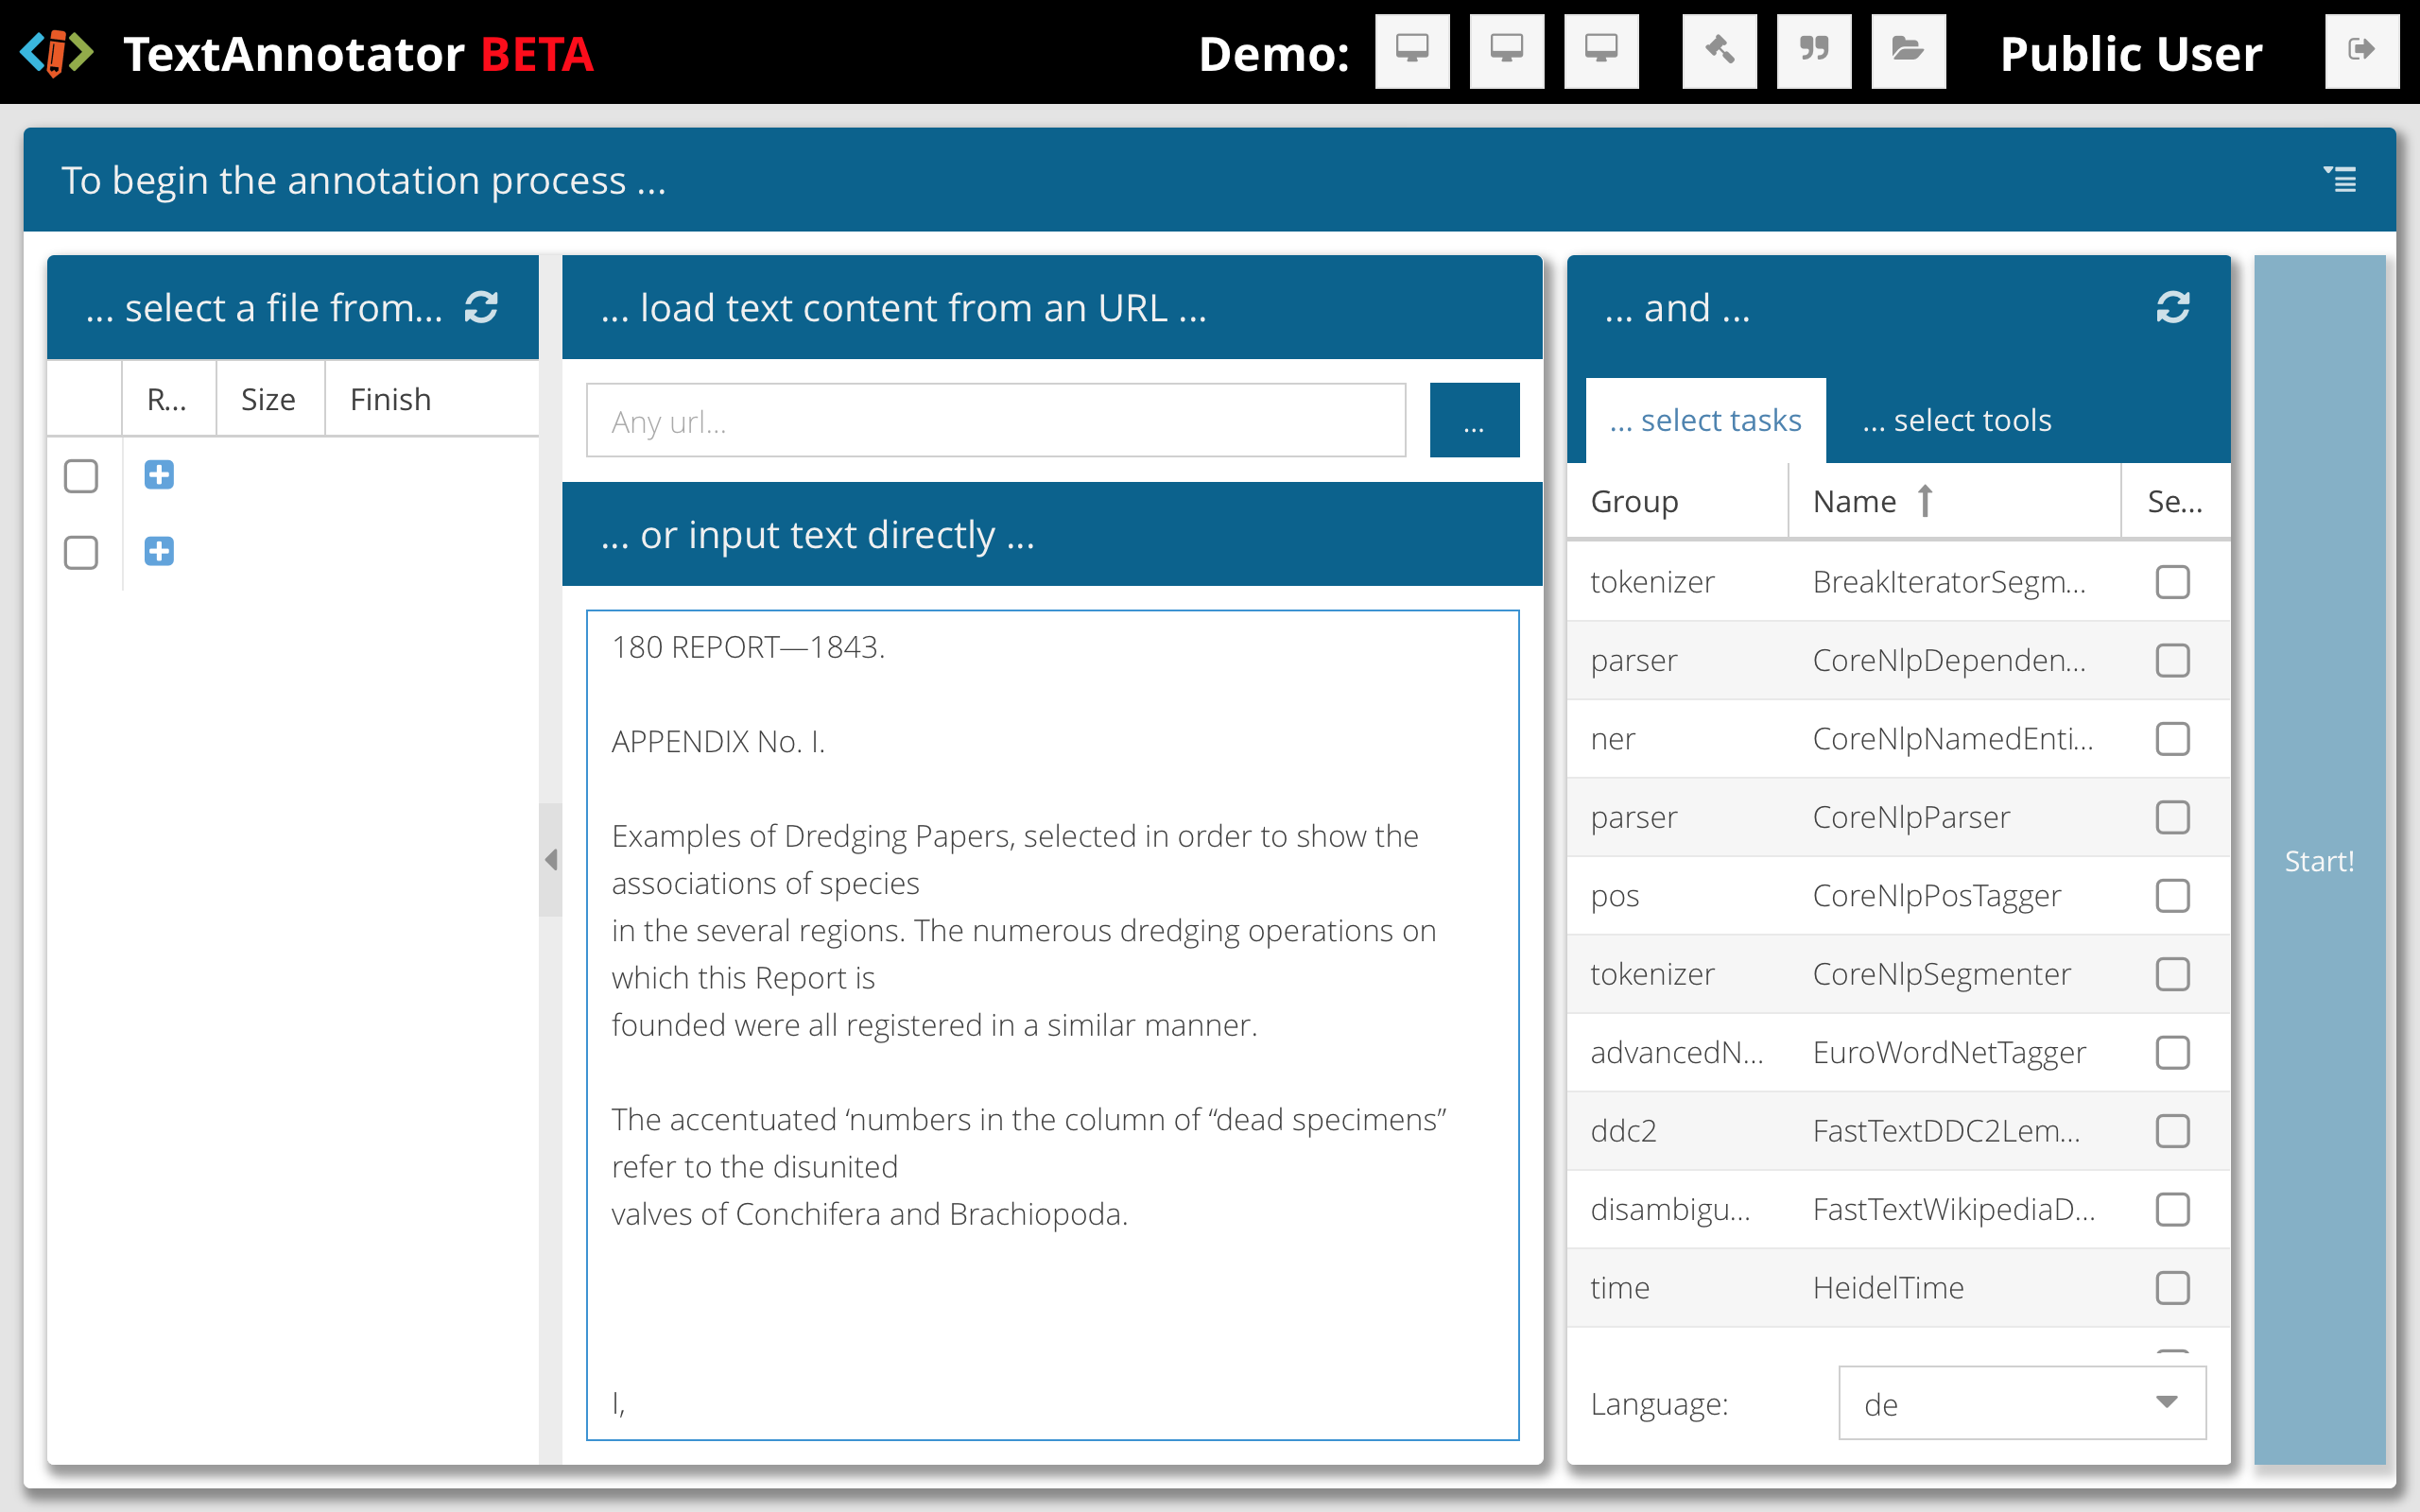 TextAnnotator BETA
Demo:
Public User
To begin the annotation process ...
... select a file from...
R...
Size
Finish
... load text content from an URL ...
Any url...
...
... or input text directly ...
180 REPORT—1843.
APPENDIX No. I.
Examples of Dredging Papers, selected in order to show the
associations of species
in the several regions. The numerous dredging operations on
which this Report is
founded were all registered in a similar manner.
The accentuated ‘numbers in the column of “dead specimens”
refer to the disunited
valves of Conchifera and Brachiopoda.
I,
... and ...
... select tasks
... select tools
Group Name Se...
tokenizer BreakIteratorSegm...
parser CoreNlpDependen...
ner CoreNlpNamedEnti...
parser CoreNlpParser
pos CoreNlpPosTagger
tokenizer CoreNlpSegmenter
advancedN... EuroWordNetTagger
ddc2 FastTextDDC2Lem...
disambigu... FastTextWikipediaD...
time HeidelTime
Language: de
Start!